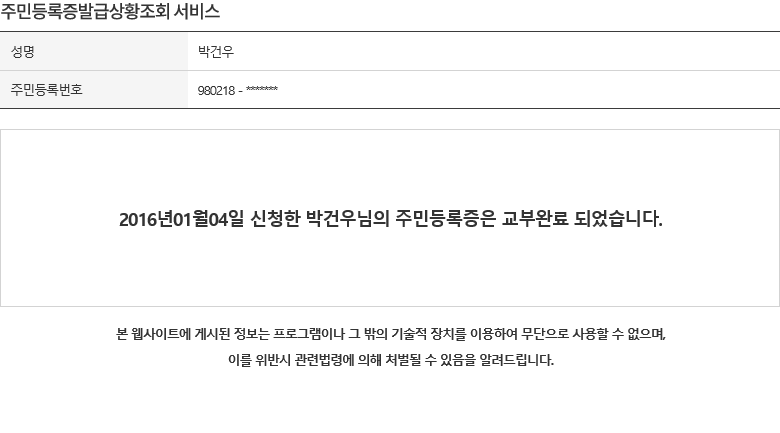 주민등록증발급상황조회 서비스
성명 박건우
주민등록번호 980218 - *******
2016년01월04일 신청한 박건우님의 주민등록증은 교부완료 되었습니다.
본 웹사이트에 게시된 정보는 프로그램이나 그 밖의 기술적 장치를 이용하여 무단으로 사용할 수 없으며,
이를 위반시 관련법령에 의해 처벌될 수 있음을 알려드립니다.